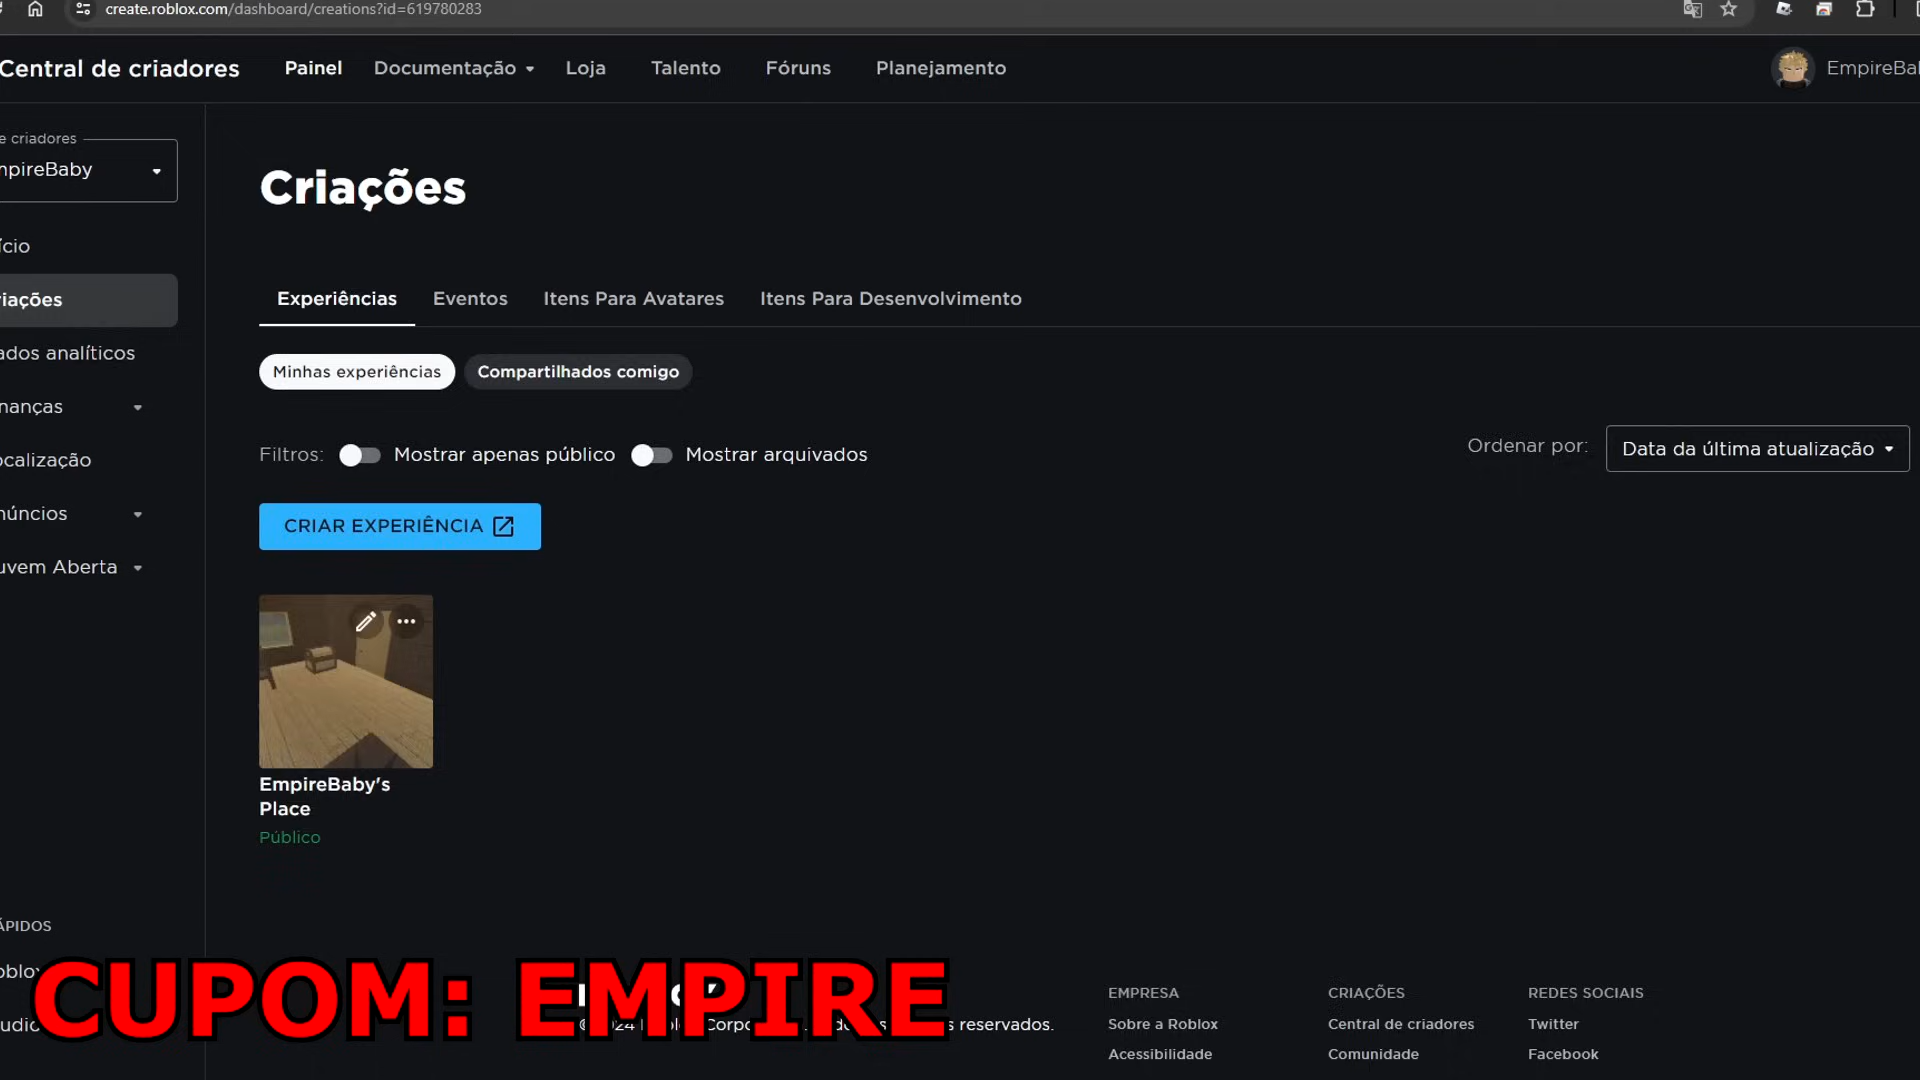 create.roblox.com/dashboard/creations?id=619780283
Central de criadores
Painel
Documentação
Loja
Talento
Fóruns
Planejamento
EmpireBal
e criadores
mpireBaby
ício
iações
ados analíticos
nanças
ocalização
núncios
uvem Aberta
ÁPIDOS
Criações
Experiências
Eventos
Itens Para Avatares
Itens Para Desenvolvimento
Minhas experiências
Compartilhados comigo
Filtros:
Mostrar apenas público
Mostrar arquivados
Ordenar por:
Data da última atualização
CRIAR EXPERIÊNCIA
EmpireBaby's
Place
Público
CUPOM: EMPIRE
reservados.
EMPRESA
Sobre a Roblox
Acessibilidade
CRIAÇÕES
Central de criadores
Comunidade
REDES SOCIAIS
Twitter
Facebook